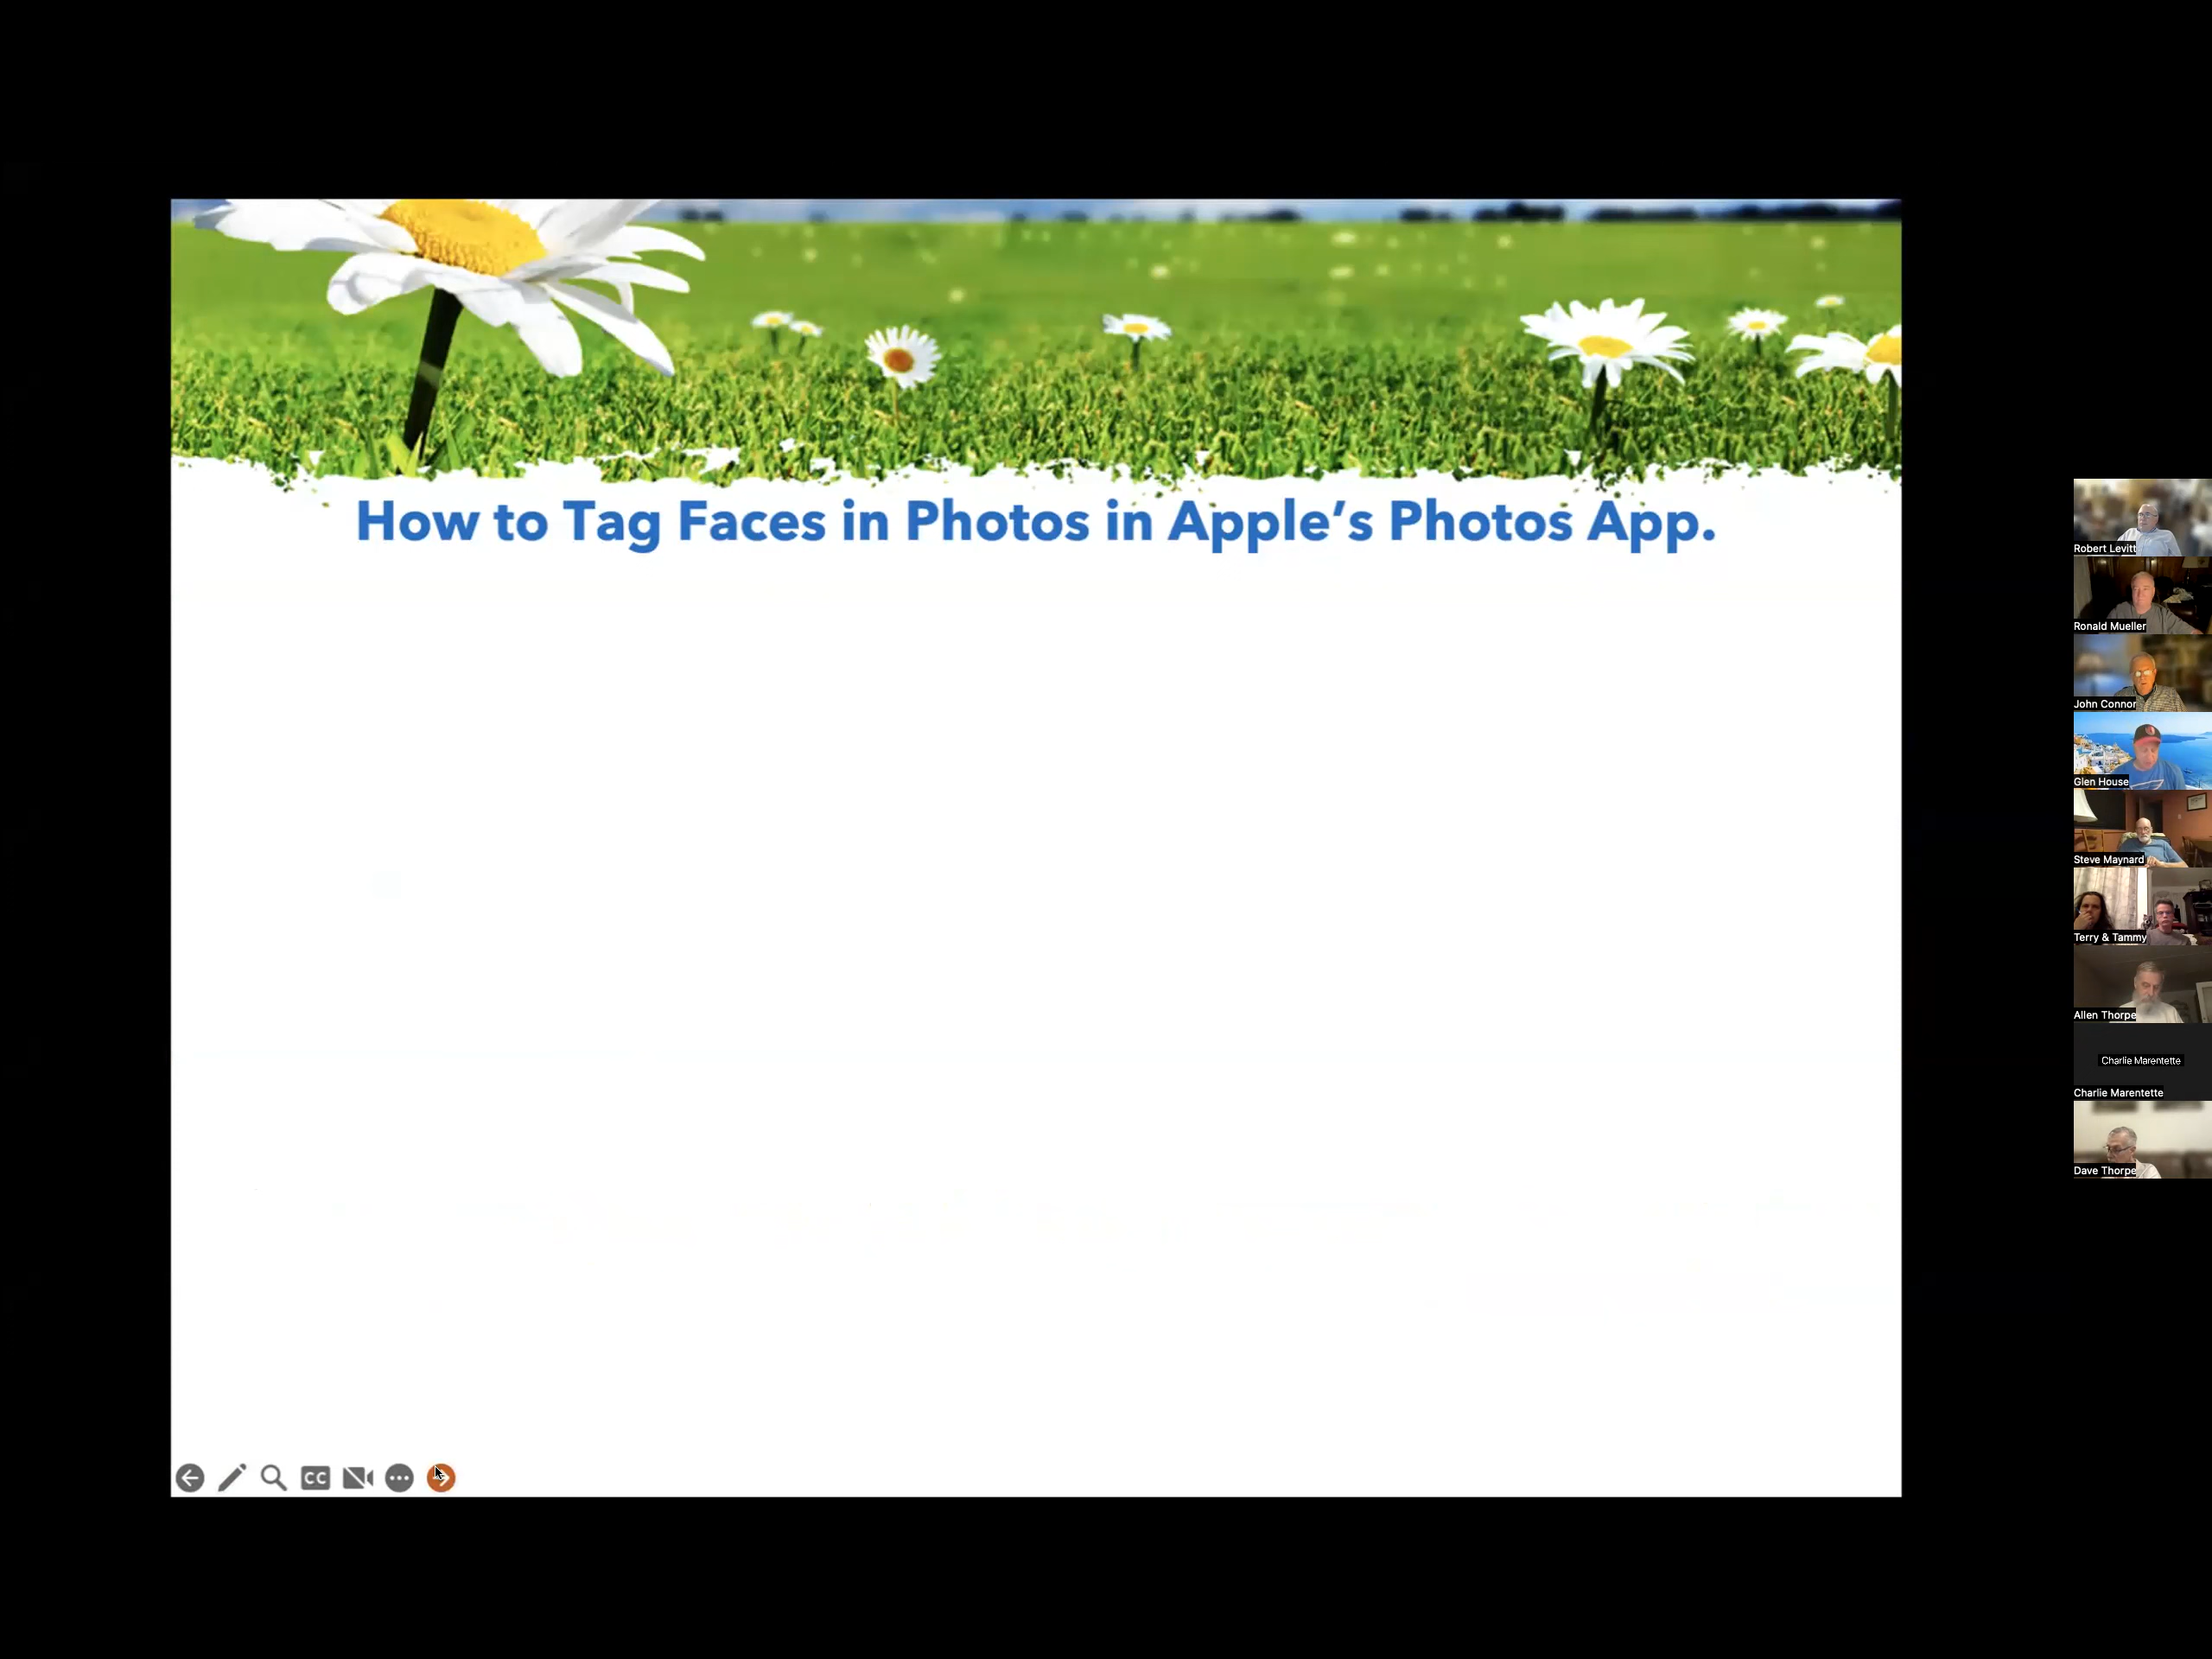 How to Tag Faces in Photos in Apple’s Photos App.
CC
Robert Levitt
Ronald Mueller
John Connor
Glen House
Steve Maynard
Terry & Tammy
Allen Thorpe
Charlie Marentette
Charlie Marentette
Dave Thorpe